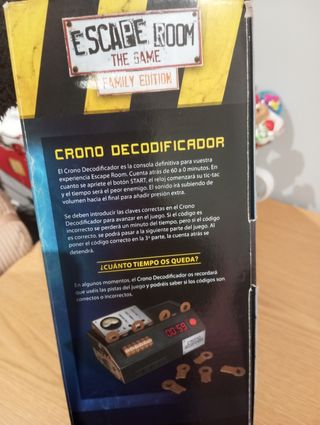 ESCAPE ROOM
THE GAME
FAMILY EDITION
CRONO DECODIFICADOR
El Crono Decodificador es la consola definitiva para vuestra
experiencia Escape Room. Cuenta atrás de 60 a 0 minutos. En
cuanto se apriete el botón START, el reloj comenzará su tic-tac
y el tiempo será el peor enemigo. El sonido irá subiendo de
volumen hacia el final para añadir presión extra.
Se deben introducir las claves correctas en el Crono
Decodificador para avanzar en el juego. Si el código es
incorrecto se perderá un minuto del tiempo, pero si el código
es correcto, se podrá pasar a la siguiente parte del juego. Al
poner el código correcto en la 3ª parte, la cuenta atrás se
detendrá.
¿CUÁNTO TIEMPO OS QUEDA?
En algunos momentos, el Crono Decodificador os recordará
que uséis las pistas del juego y podréis saber si los códigos son
correctos o incorrectos.
00:59